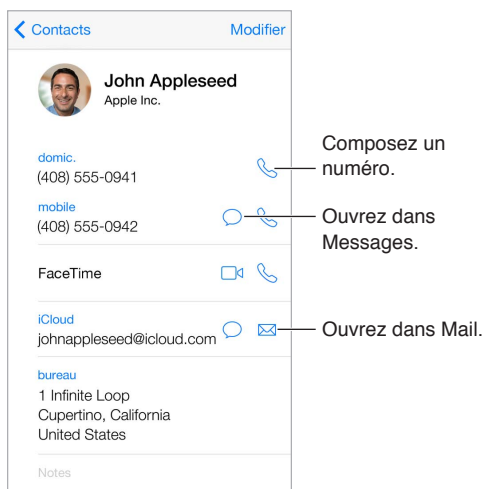 Contacts
Modifier
John Appleseed
Apple Inc.
domic.
(408) 555-0941
Composez un
numéro.
mobile
(408) 555-0942
Ouvrez dans
Messages.
FaceTime
iCloud
johnappleseed@icloud.com
Ouvrez dans Mail.
bureau
1 Infinite Loop
Cupertino, California
United States
Notes